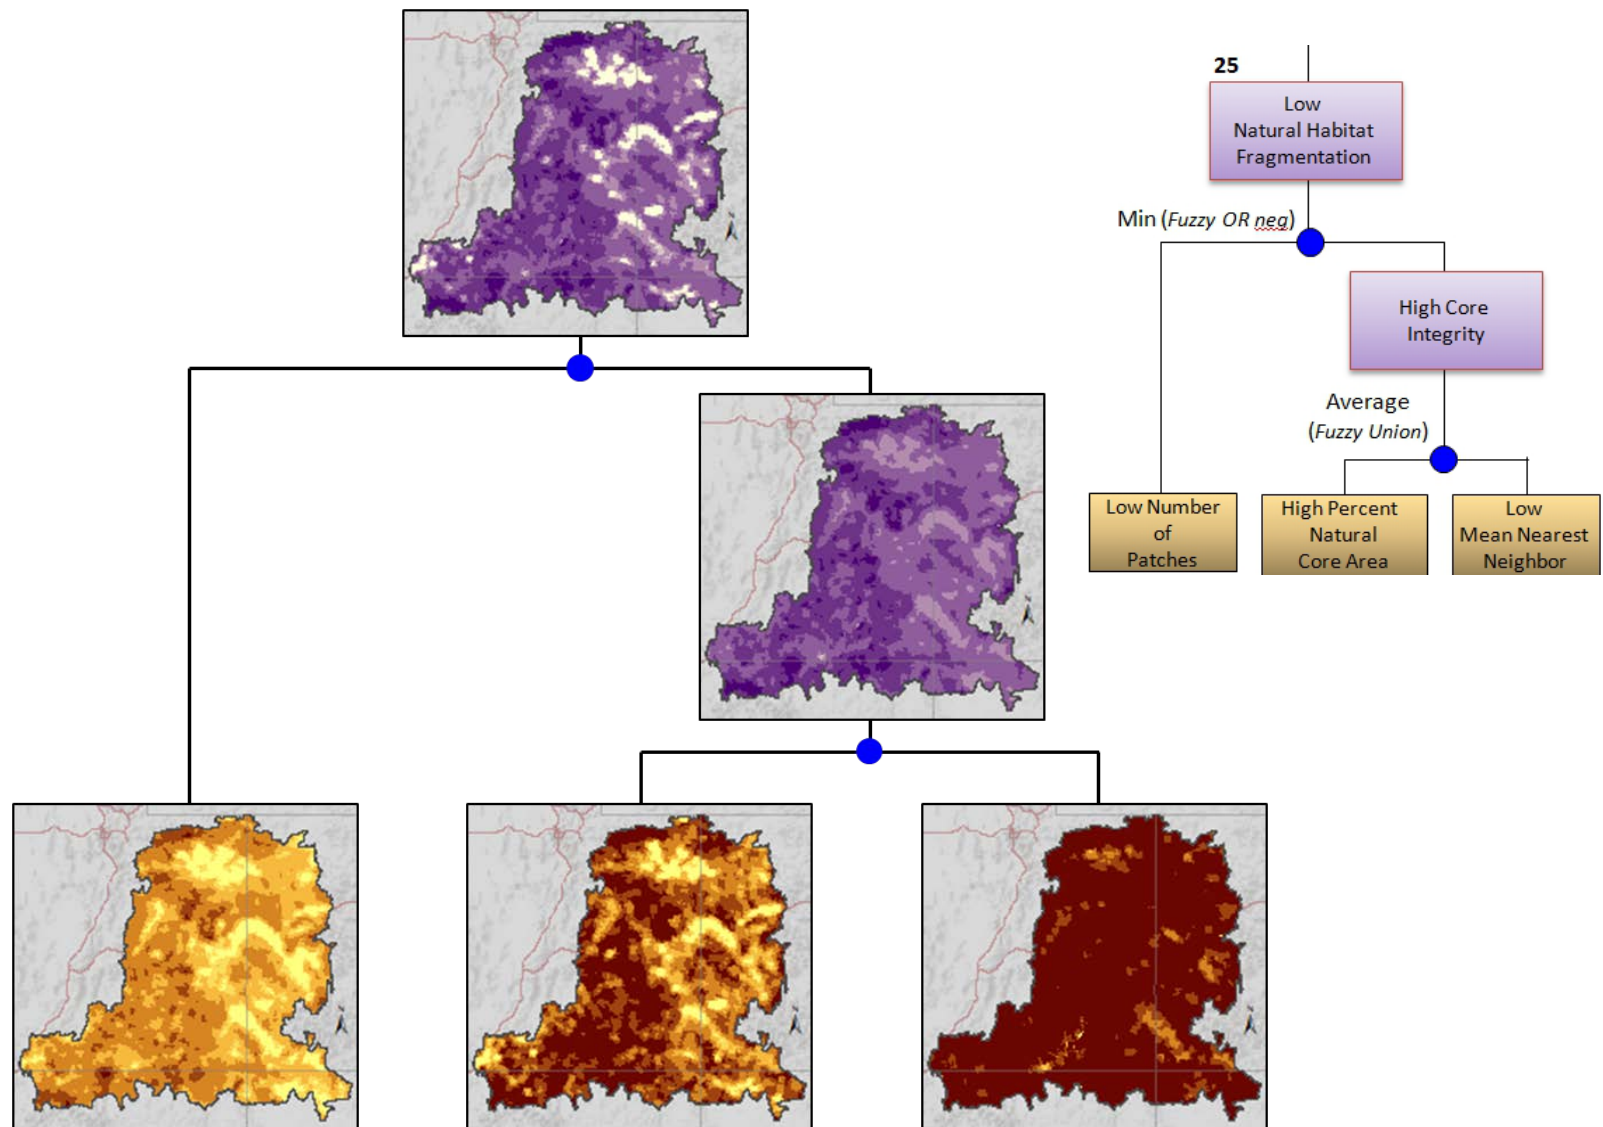 25
Low
Natural Habitat
Fragmentation
Min (Fuzzy OR neg)
High Core
Integrity
Average
(Fuzzy Union)
Low Number
of
Patches
High Percent
Natural
Core Area
Low
Mean Nearest
Neighbor